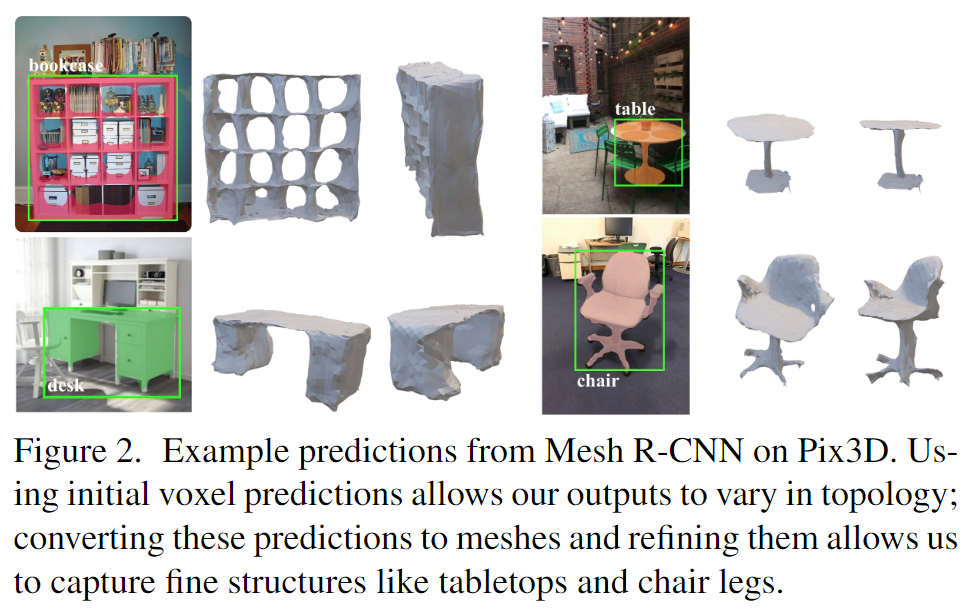 bookcase
table
desk
chair
Figure 2. Example predictions from Mesh R-CNN on Pix3D. Us-
ing initial voxel predictions allows our outputs to vary in topology;
converting these predictions to meshes and refining them allows us
to capture fine structures like tabletops and chair legs.